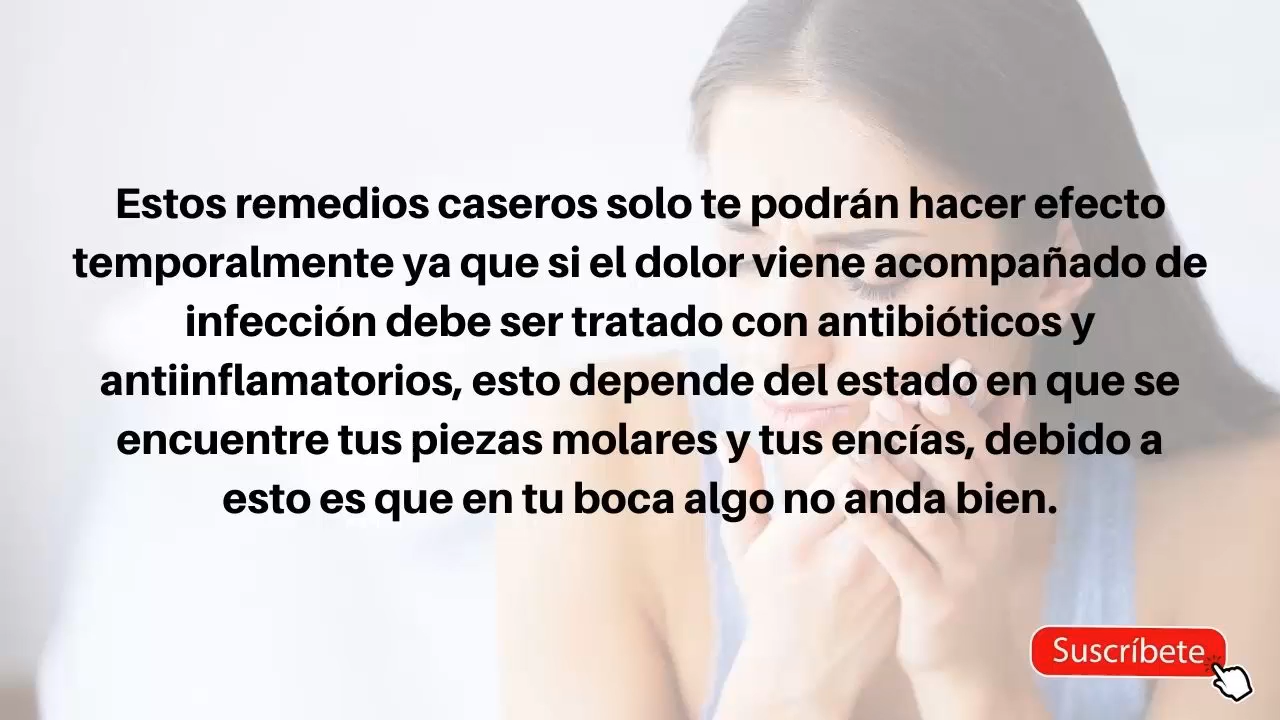 Estos remedios caseros solo te podrán hacer efecto
temporalmente ya que si el dolor viene acompañado de
infección debe ser tratado con antibióticos y
antiinflamatorios, esto depende del estado en que se
encuentre tus piezas molares y tus encías, debido a
esto es que en tu boca algo no anda bien.
Suscríbete